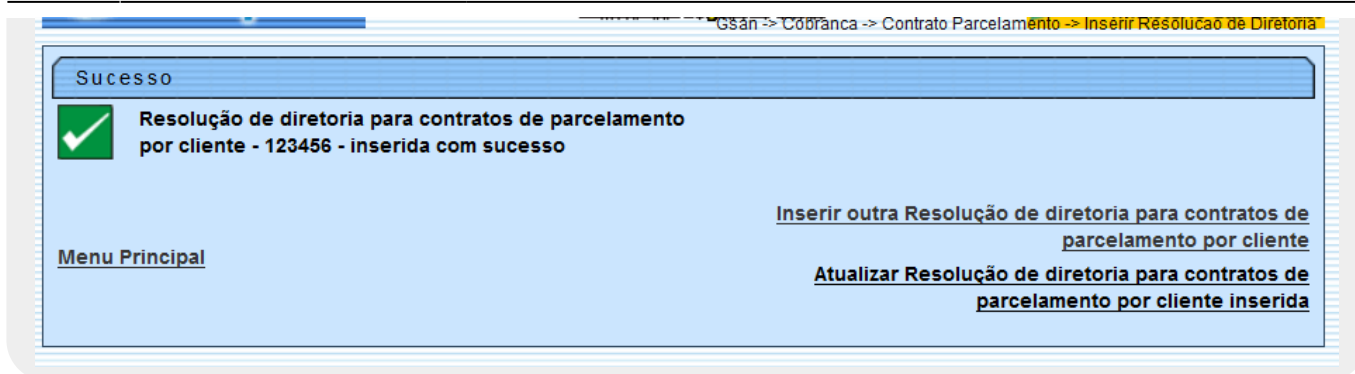 Gsan -> Cobranca -> Contrato Parcelamento -> Inserir Resolucao de Diretoria
Sucesso
Resolução de diretoria para contratos de parcelamento
por cliente - 123456 - inserida com sucesso
Inserir outra Resolução de diretoria para contratos de
parcelamento por cliente
Menu Principal
Atualizar Resolução de diretoria para contratos de
parcelamento por cliente inserida